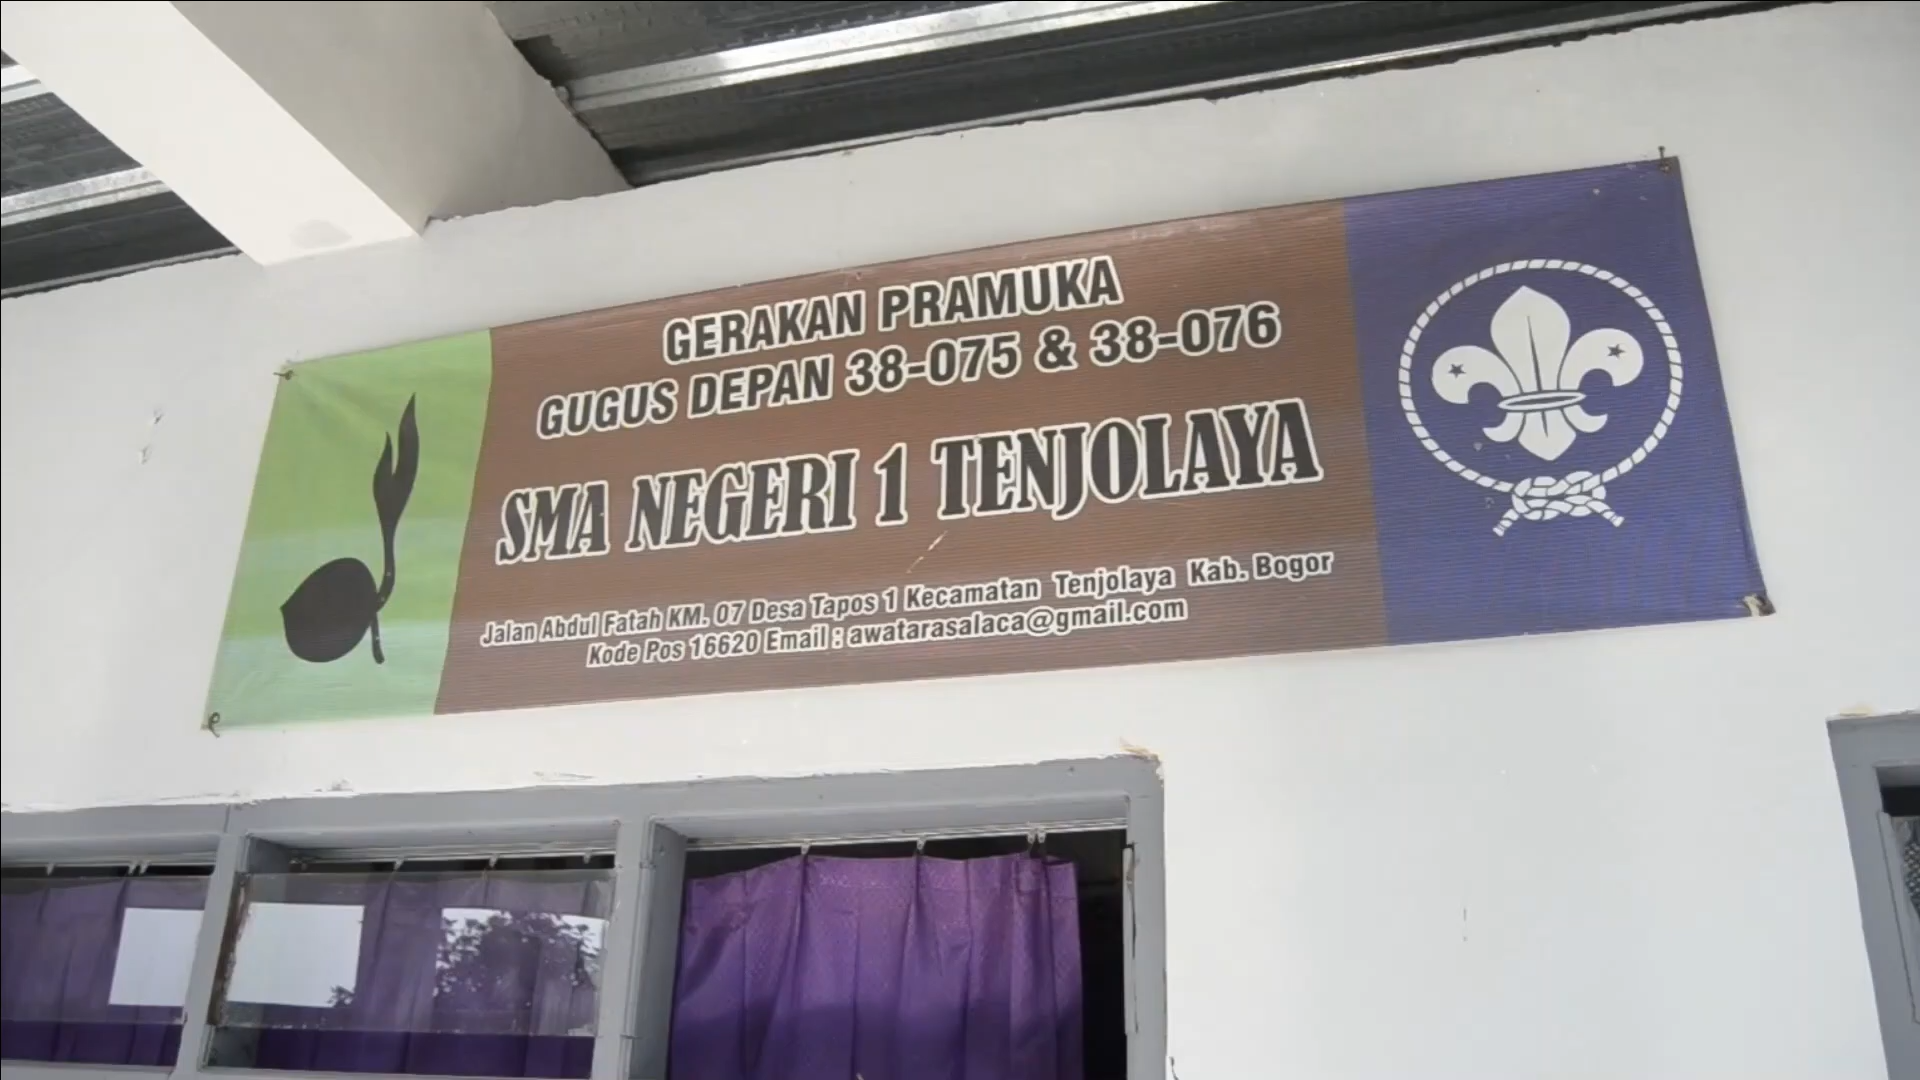 GERAKAN PRAMUKA
GUGUS DEPAN 38-075 & 38-076
SMA NEGERI 1 TENJOLAYA
Jalan Abdul Fatah KM. 07 Desa Tapos 1 Kecamatan Tenjolaya Kab. Bogor
Kode Pos 16620 Email : awatarasalaca@gmail.com